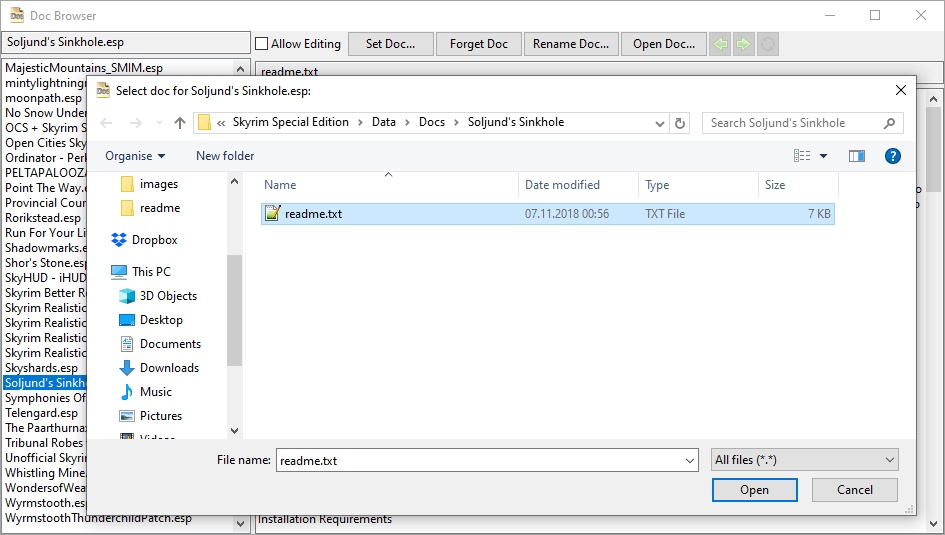 Doc Browser
Soljund's Sinkhole.esp
Allow Editing
Set Doc...
Forget Doc
Rename Doc...
Open Doc...
MajesticMountains_SMIM.esp
mintylightningm
moonpath.esp
No Snow Under
OCS + Skyrim S
Open Cities Sky
Ordinator - Perk
PELTAPALOOZA
Point The Way.e
Provincial Cour
Rorikstead.esp
Run For Your Li
Shadowmarks.e
Shor's Stone.esp
SkyHUD - iHUD
Skyrim Better R
Skyrim Realistic
Skyrim Realistic
Skyrim Realistic
Skyrim Realistic
Skyshards.esp
Soljund's Sinkho
Symphonies Of
Telengard.esp
The Paarthurnax
Tribunal Robes
Unofficial Skyrim
Whistling Mine.
WondersofWea
Wyrmstooth.esp
WyrmstoothThunderchildPatch.esp
readme.txt
Select doc for Soljund's Sinkhole.esp:
« Skyrim Special Edition > Data > Docs > Soljund's Sinkhole
Search Soljund's Sinkhole
Organise
New folder
images
readme
Dropbox
This PC
3D Objects
Desktop
Documents
Downloads
Music
Pictures
Videos
Name Date modified Type Size
readme.txt 07.11.2018 00:56 TXT File 7 KB
File name: readme.txt
All files (*.*)
Open
Cancel
Installation Requirements